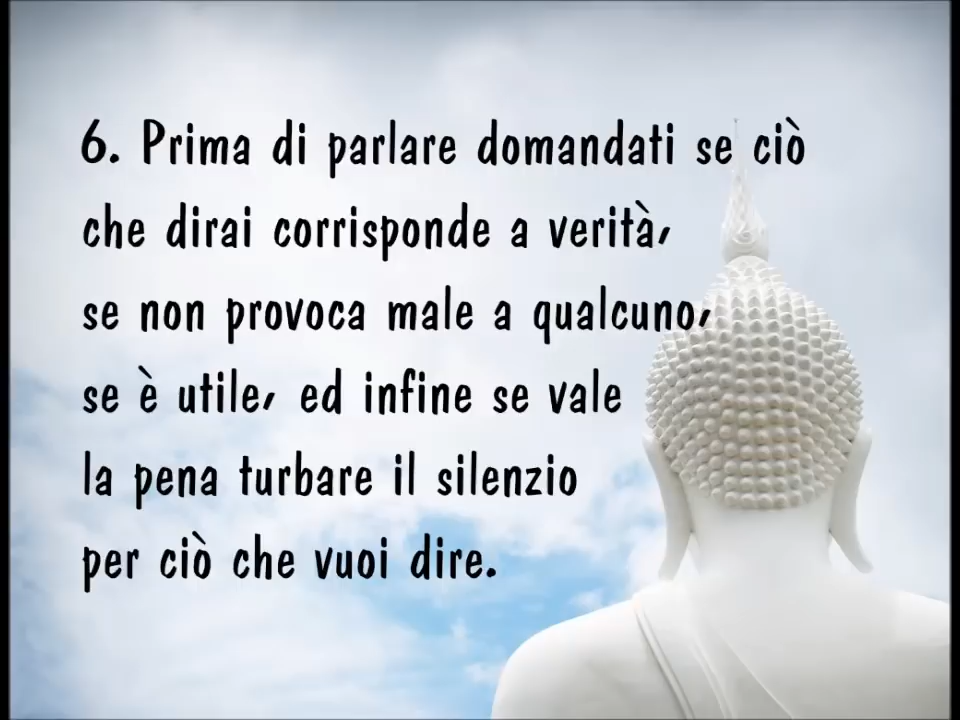 6. Prima di parlare domandati se ciò
che dirai corrisponde a verità,
se non provoca male a qualcuno,
se è utile, ed infine se vale
la pena turbare il silenzio
per ciò che vuoi dire.